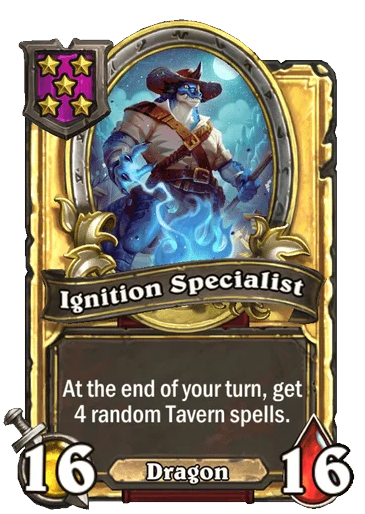 Ignition Specialist
At the end of your turn, get
4 random Tavern spells.
16
Dragon
16